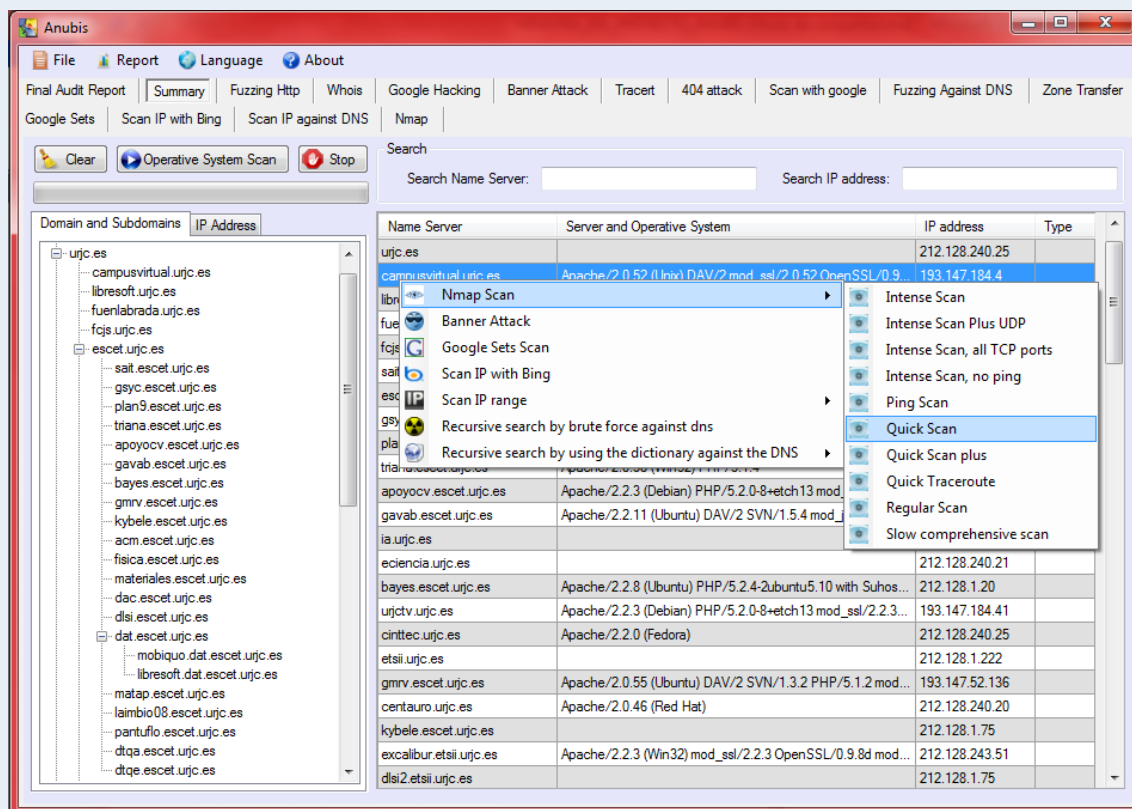 Anubis
File Report Language About
Final Audit Report Summary Fuzzing Http Whois Google Hacking Banner Attack Tracert 404 attack Scan with google Fuzzing Against DNS Zone Transfer
Google Sets Scan IP with Bing Scan IP against DNS Nmap
Clear Operative System Scan Stop
Search
Search Name Server: Search IP address:
Domain and Subdomains IP Address
urjc.es
campusvirtual.urjc.es
libresoft.urjc.es
fuenlabrada.urjc.es
fcjs.urjc.es
escet.urjc.es
sait.escet.urjc.es
gsyc.escet.urjc.es
plan9.escet.urjc.es
triana.escet.urjc.es
apoyocv.escet.urjc.es
gavab.escet.urjc.es
bayes.escet.urjc.es
gmrv.escet.urjc.es
kybele.escet.urjc.es
acm.escet.urjc.es
fisica.escet.urjc.es
materiales.escet.urjc.es
dac.escet.urjc.es
dlsi.escet.urjc.es
dat.escet.urjc.es
mobiquo.dat.escet.urjc.es
libresoft.dat.escet.urjc.es
matap.escet.urjc.es
laimbio08.escet.urjc.es
pantuflo.escet.urjc.es
dtqa.escet.urjc.es
dtqe.escet.urjc.es
Name Server Server and Operative System IP address Type
urjc.es 212.128.240.25
campusvirtual.urjc.es Apache/2.0.52 (Unix) DAV/2 mod_ssl/2.0.52 OpenSSL/0.9... 193.147.184.4
Nmap Scan
Banner Attack
Google Sets Scan
Scan IP with Bing
Scan IP range
Recursive search by brute force against dns
Recursive search by using the dictionary against the DNS
Intense Scan
Intense Scan Plus UDP
Intense Scan, all TCP ports
Intense Scan, no ping
Ping Scan
Quick Scan
Quick Scan plus
Quick Traceroute
Regular Scan
Slow comprehensive scan
apoyocv.escet.urjc.es Apache/2.2.3 (Debian) PHP/5.2.0-8+etch13 mod_
gavab.escet.urjc.es Apache/2.2.11 (Ubuntu) DAV/2 SVN/1.5.4 mod_j
ia.urjc.es
eciencia.urjc.es 212.128.240.21
bayes.escet.urjc.es Apache/2.2.8 (Ubuntu) PHP/5.2.4-2ubuntu5.10 with Suhos... 212.128.1.20
urjctv.urjc.es Apache/2.2.3 (Debian) PHP/5.2.0-8+etch13 mod_ssl/2.2.3... 193.147.184.41
cinttec.urjc.es Apache/2.2.0 (Fedora) 212.128.240.25
etsii.urjc.es 212.128.1.222
gmrv.escet.urjc.es Apache/2.0.55 (Ubuntu) DAV/2 SVN/1.3.2 PHP/5.1.2 mod... 193.147.52.136
centauro.urjc.es Apache/2.0.46 (Red Hat) 212.128.240.20
kybele.escet.urjc.es 212.128.1.75
excalibur.etsii.urjc.es Apache/2.2.3 (Win32) mod_ssl/2.2.3 OpenSSL/0.9.8d mod... 212.128.243.51
dlsi2.etsii.urjc.es 212.128.1.75